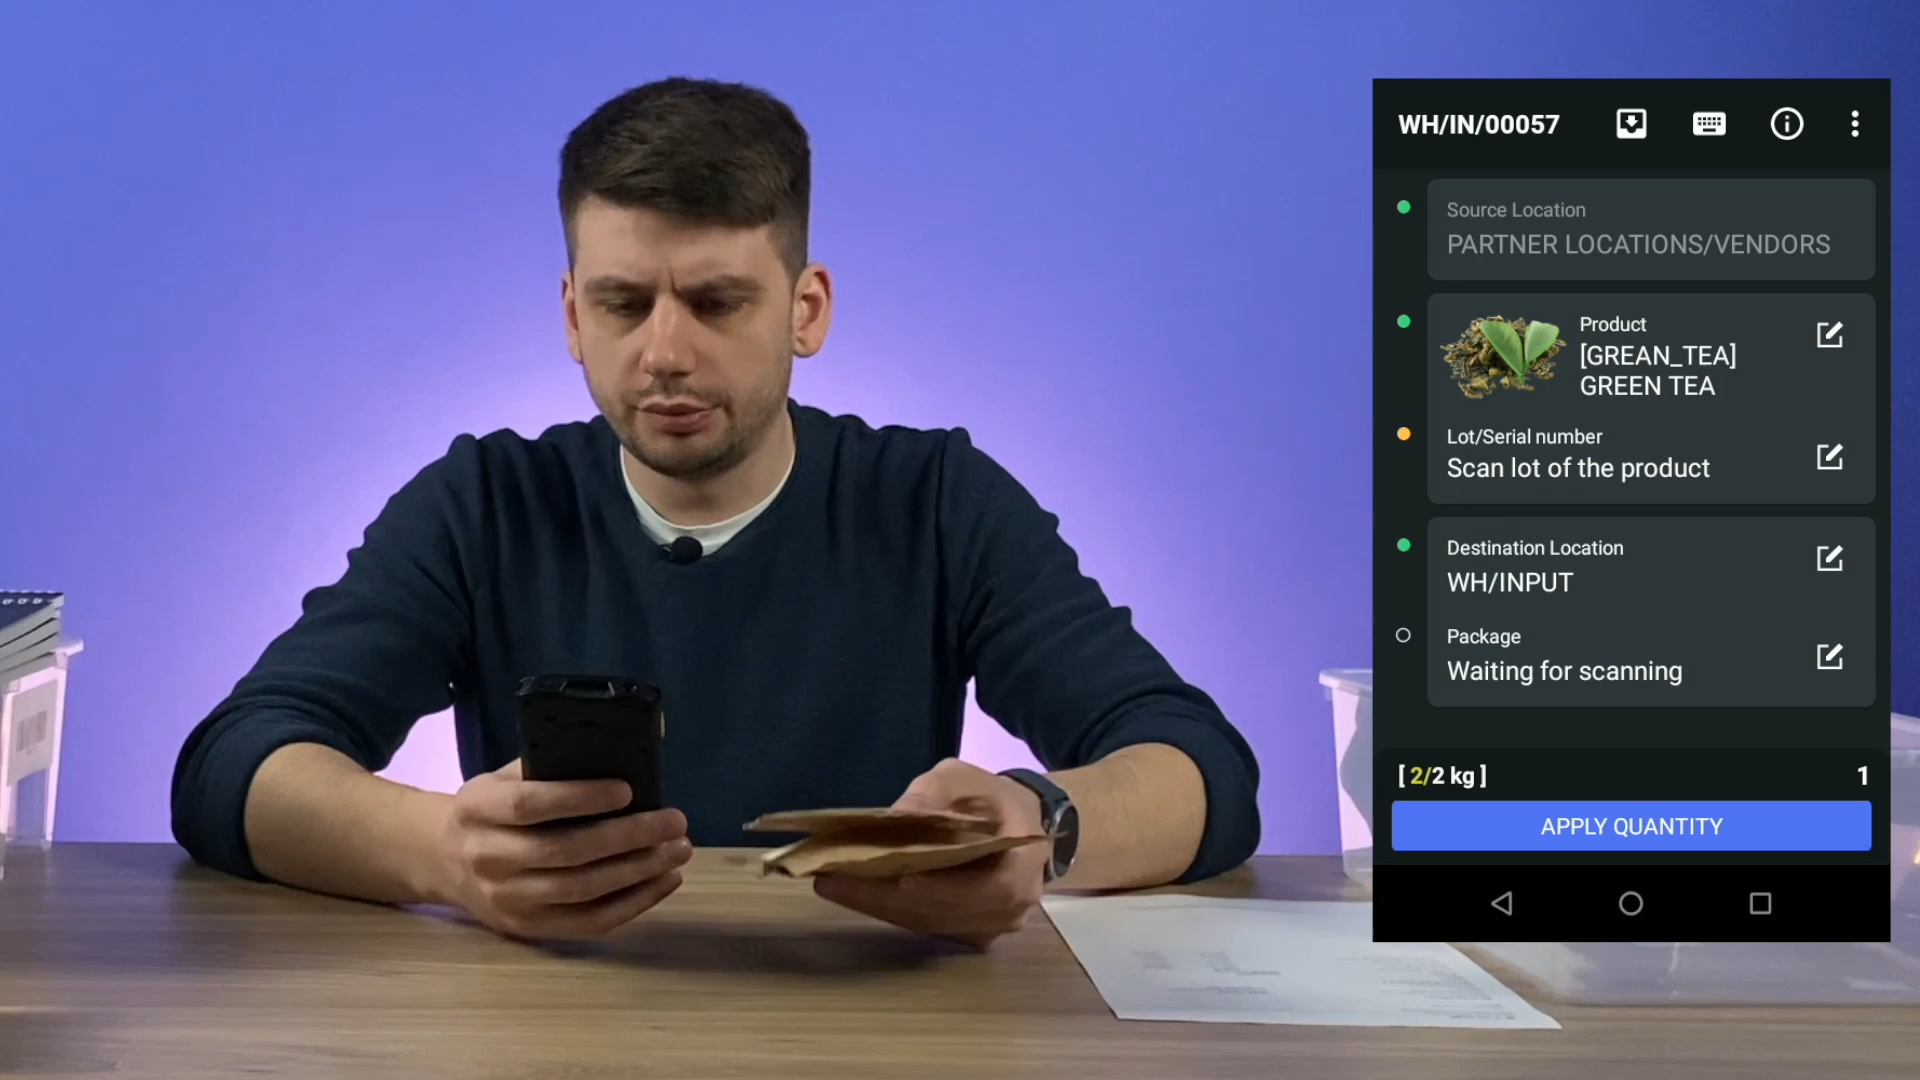 WH/IN/00057
Source Location
PARTNER LOCATIONS/VENDORS
Product
[GREAN_TEA]
GREEN TEA
Lot/Serial number
Scan lot of the product
Destination Location
WH/INPUT
Package
Waiting for scanning
[ 2/2 kg ] 1
APPLY QUANTITY